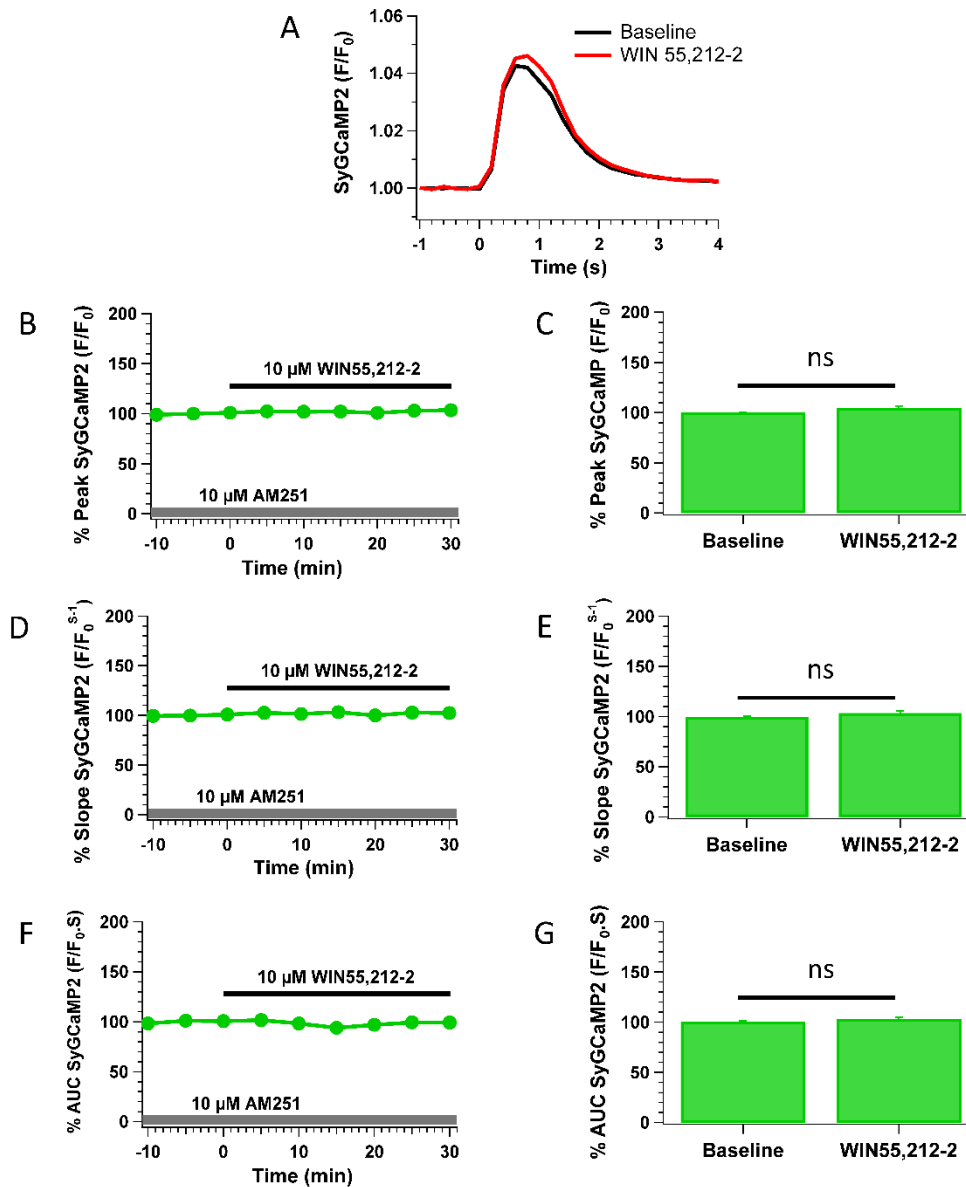 A
SyGCaMP2 (F/F₀)
1.06
1.04
1.02
1.00
-1
0
1
2
3
4
Time (s)
Baseline
WIN 55,212-2
B
% Peak SyGCaMP2 (F/F₀)
200
150
100
50
0
10 µM WIN55,212-2
10 µM AM251
-10
0
10
20
30
Time (min)
C
% Peak SyGCaMP (F/F₀)
200
150
100
50
0
ns
Baseline
WIN55,212-2
D
% Slope SyGCaMP2 (F/F₀ˢ⁻¹)
200
150
100
50
0
10 µM WIN55,212-2
10 µM AM251
-10
0
10
20
30
Time (min)
E
% Slope SyGCaMP2 (F/F₀ˢ⁻¹)
200
150
100
50
0
ns
Baseline
WIN55,212-2
F
% AUC SyGCaMP2 (F/F₀.S)
200
150
100
50
0
10 µM WIN55,212-2
10 µM AM251
-10
0
10
20
30
Time (min)
G
% AUC SyGCaMP2 (F/F₀.S)
200
150
100
50
0
ns
Baseline
WIN55,212-2